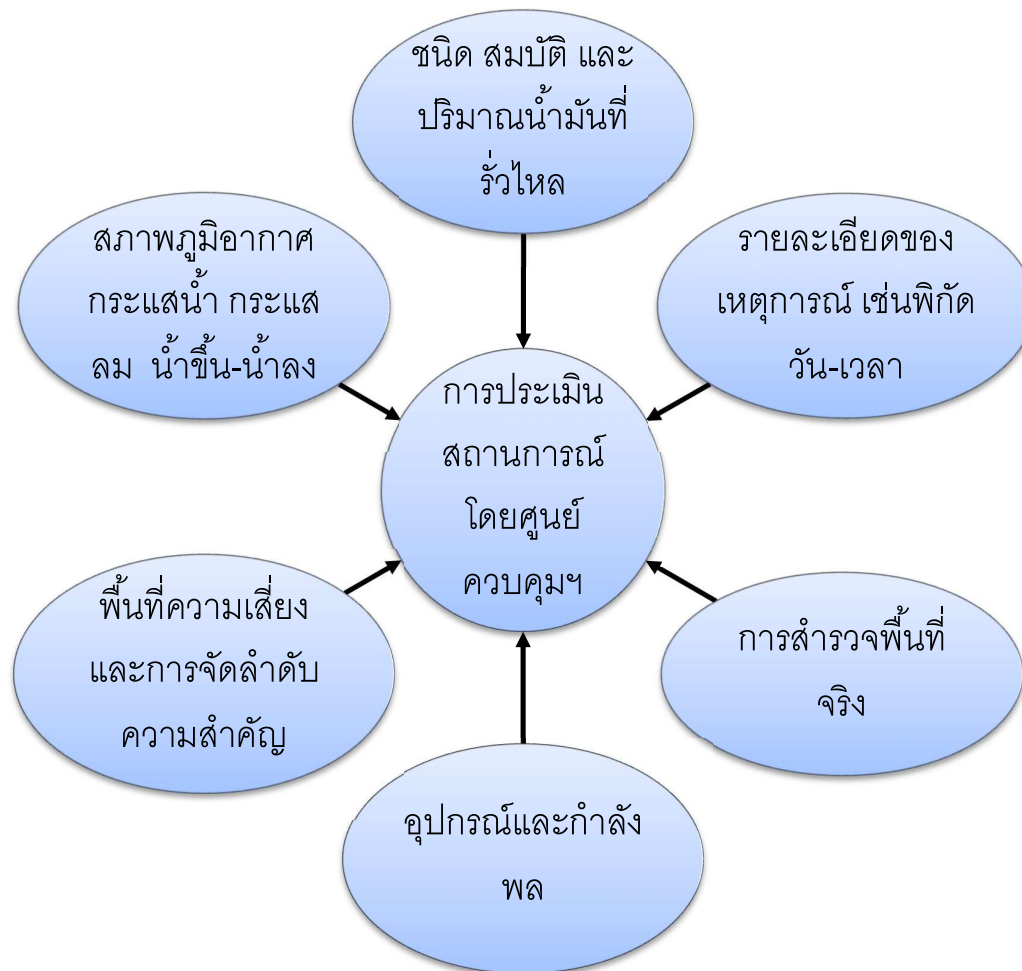 ชนิด สมบัติ และ
ปริมาณน้ำมันที่
รั่วไหล
สภาพภูมิอากาศ
กระแสน้ำ กระแส
ลม น้ำขึ้น-น้ำลง
รายละเอียดของ
เหตุการณ์ เช่นพิกัด
วัน-เวลา
การประเมิน
สถานการณ์
โดยศูนย์
ควบคุมฯ
พื้นที่ความเสี่ยง
และการจัดลำดับ
ความสำคัญ
การสำรวจพื้นที่
จริง
อุปกรณ์และกำลัง
พล